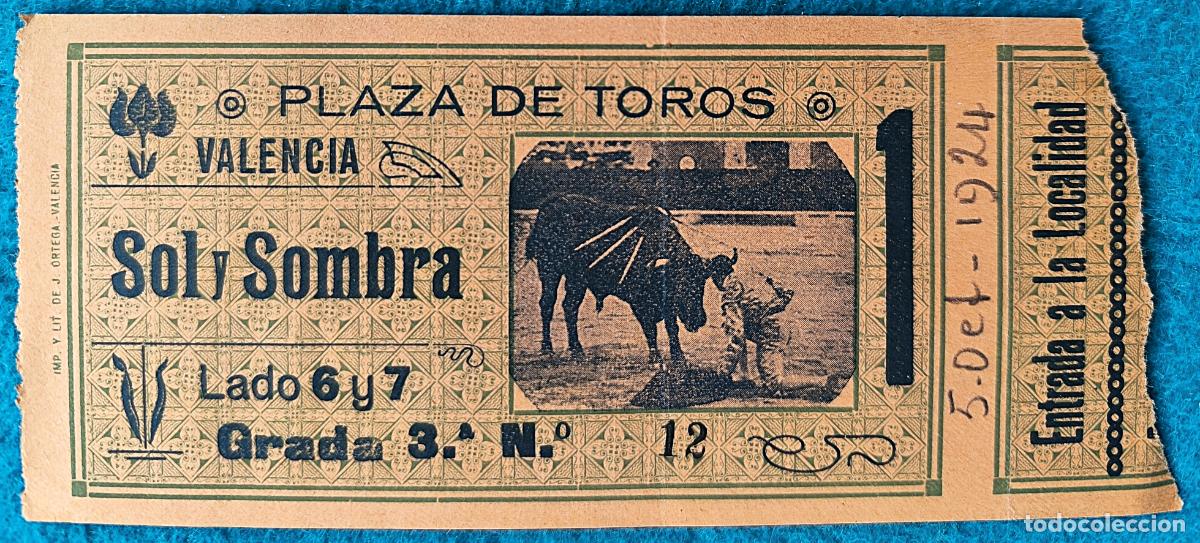 PLAZA DE TOROS
VALENCIA
Sol y Sombra
Lado 6 y 7
Grada 3.ª N.º 12
1
5-Oct-1924
Entrada a la Localidad
IMP. Y LIT. DE J. ORTEGA-VALENCIA
todocoleccion